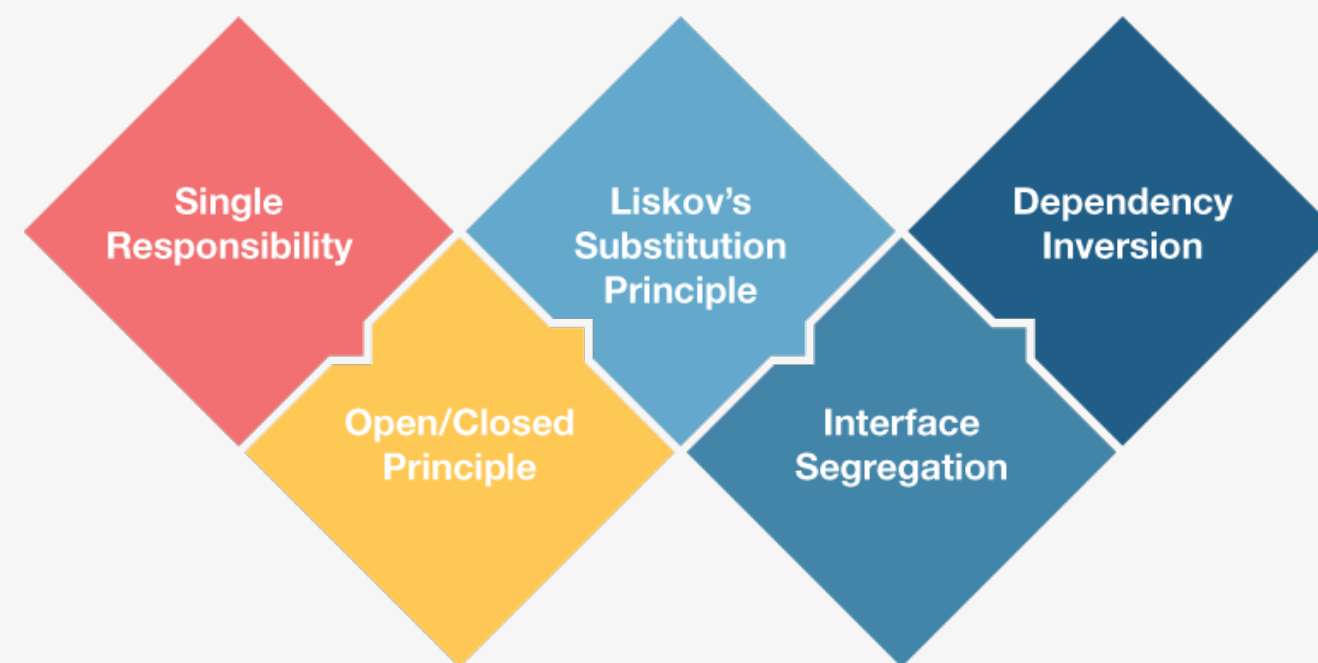 Single
Responsibility
Open/Closed
Principle
Liskov’s
Substitution
Principle
Interface
Segregation
Dependency
Inversion